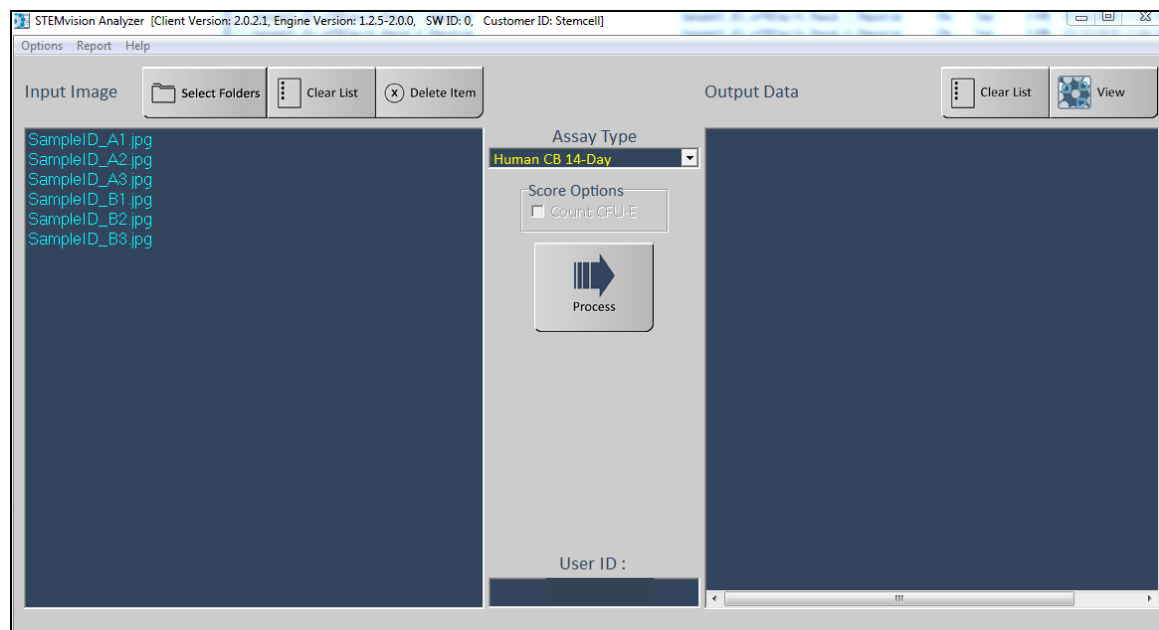 STEMvision Analyzer [Client Version: 2.0.2.1, Engine Version: 1.2.5-2.0.0, SW ID: 0, Customer ID: Stemcell]
Options Report Help
Input Image
Select Folders
Clear List
Delete Item
Output Data
Clear List
View
SampleID_A1.jpg
SampleID_A2.jpg
SampleID_A3.jpg
SampleID_B1.jpg
SampleID_B2.jpg
SampleID_B3.jpg
Assay Type
Human CB 14-Day
Score Options
Count CFU-E
Process
User ID :